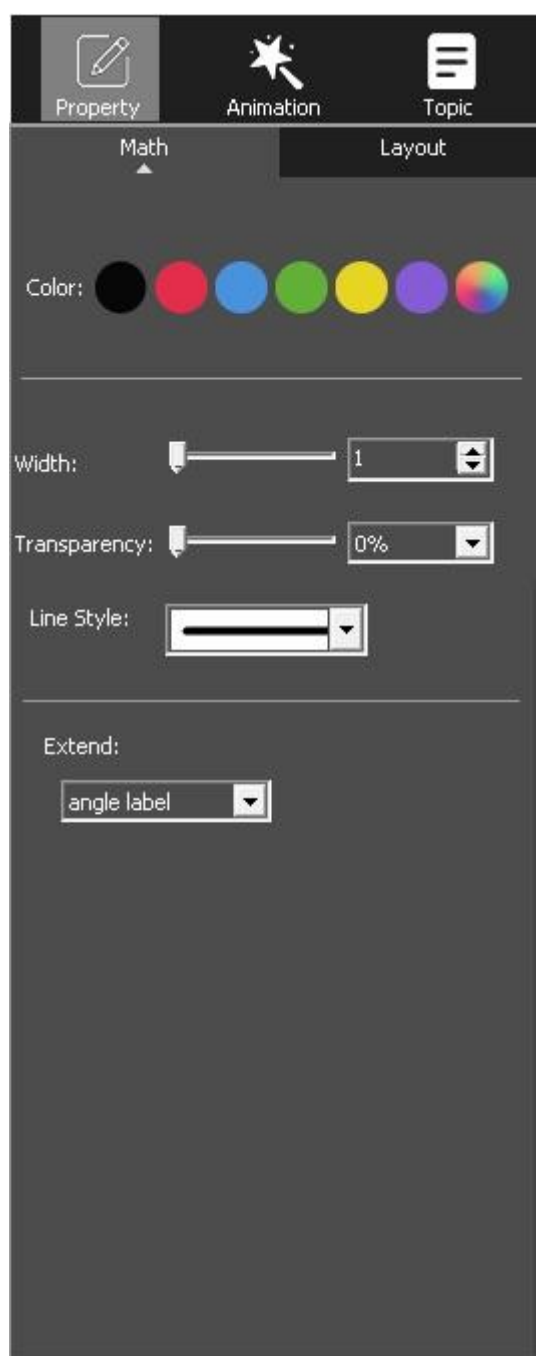 Property Animation Topic
Math Layout
Color:
Width: 1
Transparency: 0%
Line Style:
Extend:
angle label